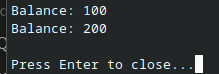 Balance: 100
Balance: 200
Press Enter to close...